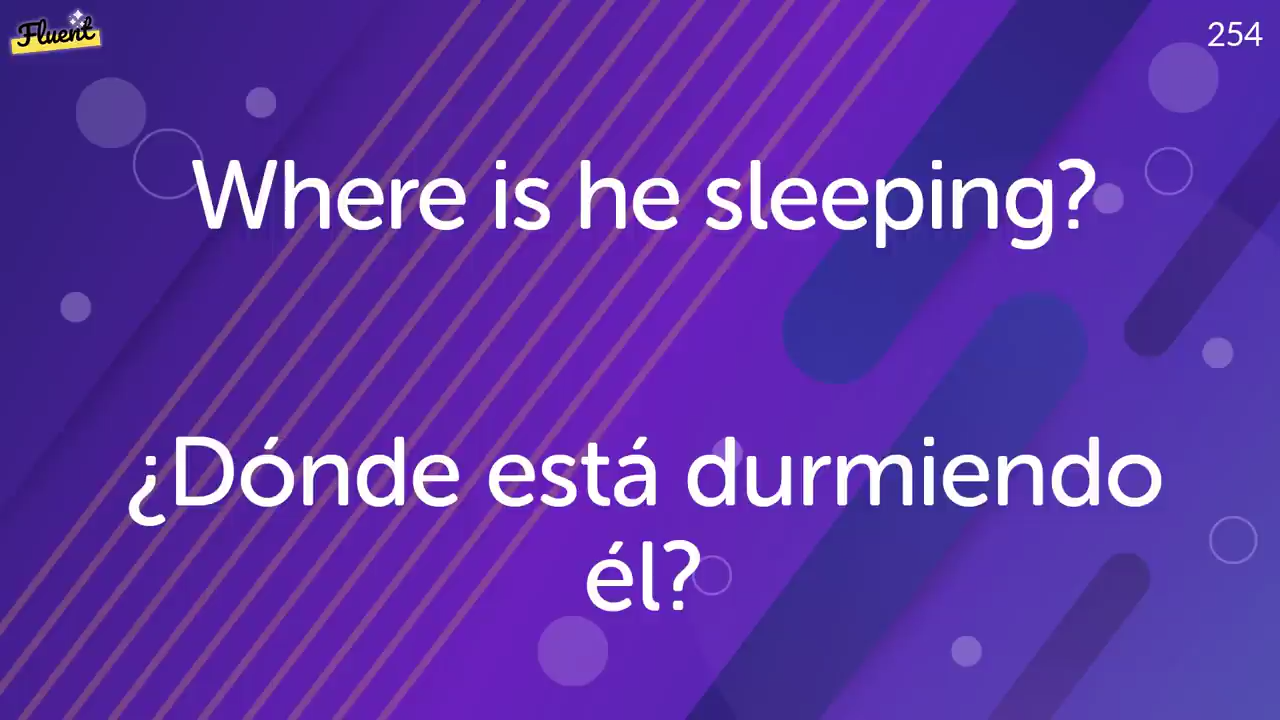 Fluent
254
Where is he sleeping?
¿Dónde está durmiendo
él?